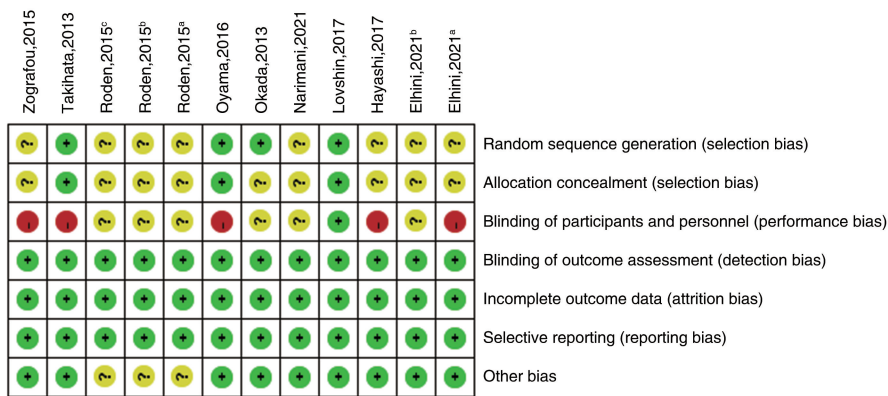 Zografou,2015
Takihata,2013
Roden,2015ᶜ
Roden,2015ᵇ
Roden,2015ᵃ
Oyama,2016
Okada,2013
Narimani,2021
Lovshin,2017
Hayashi,2017
Elhini,2021ᵇ
Elhini,2021ᵃ
? + ? ? ? + + ? + ? ? ? Random sequence generation (selection bias)
? + ? ? ? + ? ? + ? ? ? Allocation concealment (selection bias)
- - ? ? ? - ? ? + - ? - Blinding of participants and personnel (performance bias)
+ + + + + + + + + + + + Blinding of outcome assessment (detection bias)
+ + + + + + + + + + + + Incomplete outcome data (attrition bias)
+ + + + + + + + + + + + Selective reporting (reporting bias)
+ + ? ? ? + + + + + + + Other bias